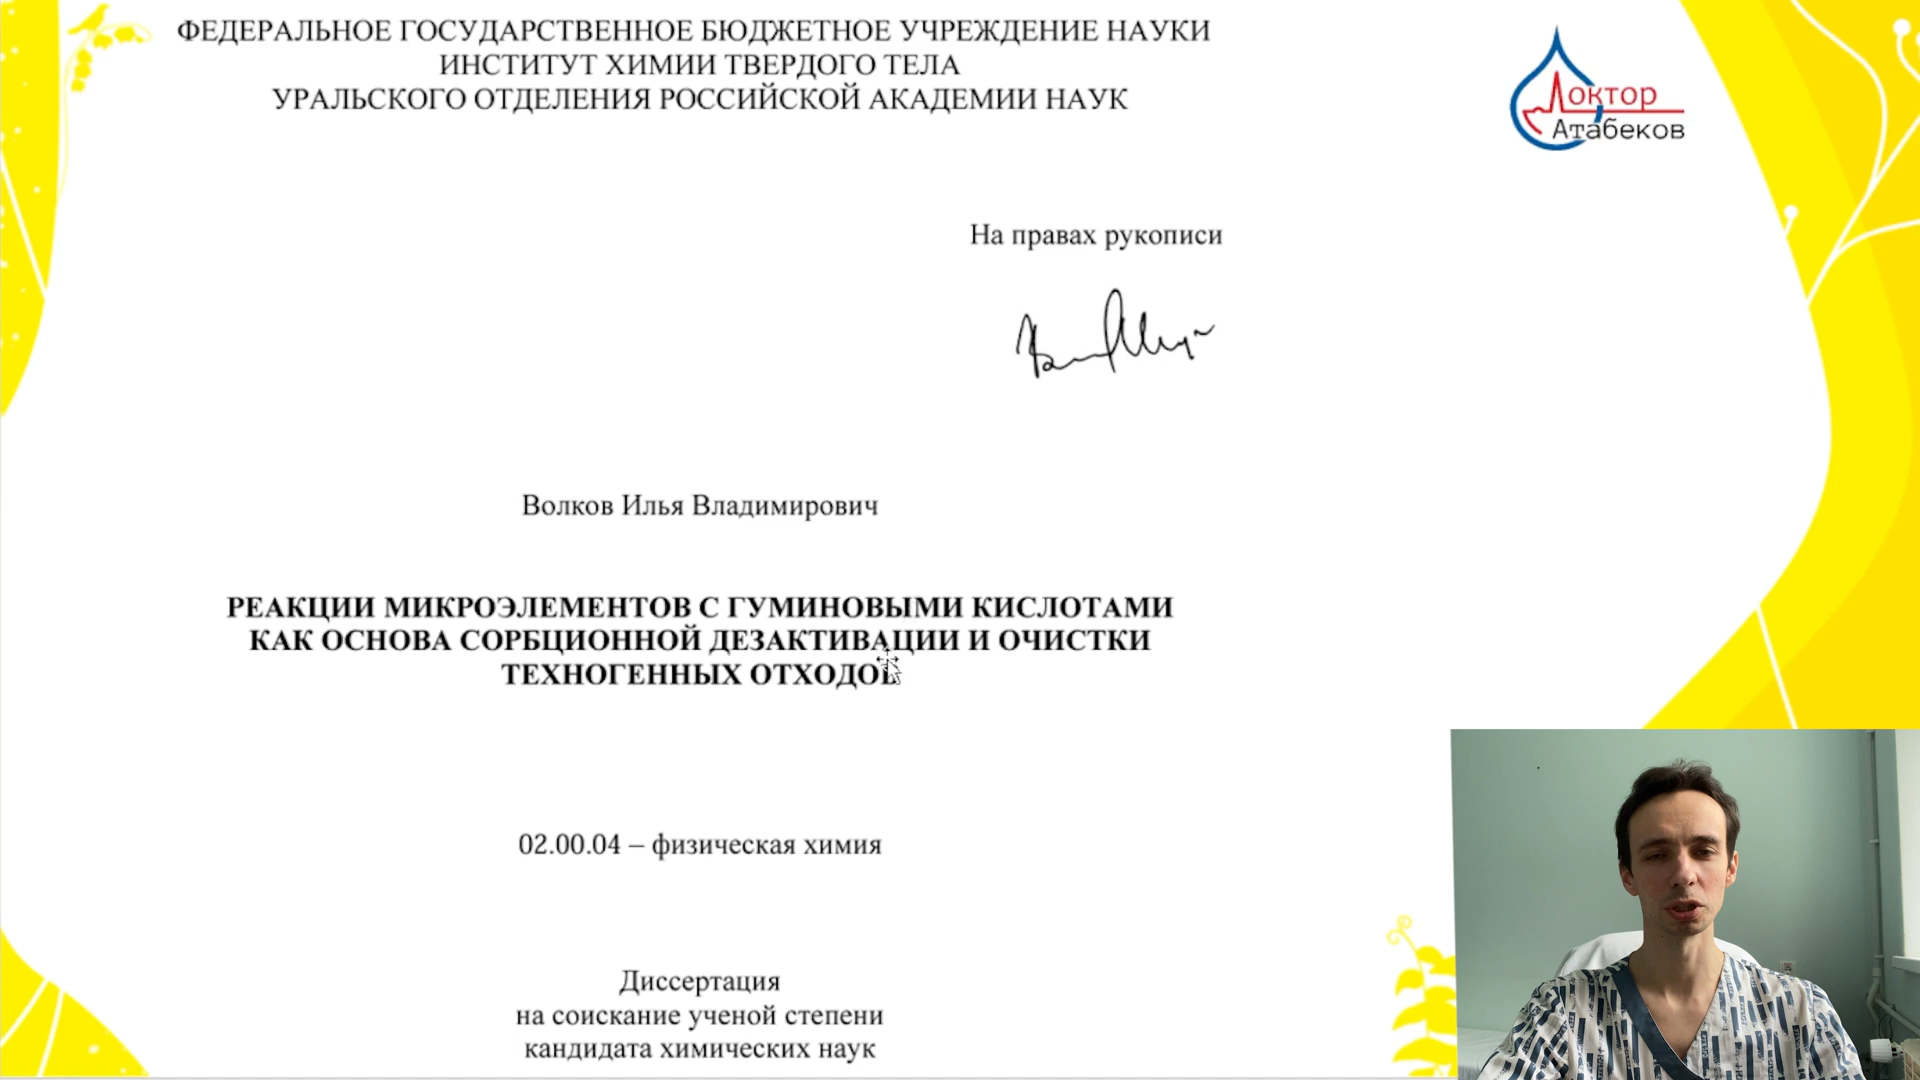 ФЕДЕРАЛЬНОЕ ГОСУДАРСТВЕННОЕ БЮДЖЕТНОЕ УЧРЕЖДЕНИЕ НАУКИ
ИНСТИТУТ ХИМИИ ТВЕРДОГО ТЕЛА
УРАЛЬСКОГО ОТДЕЛЕНИЯ РОССИЙСКОЙ АКАДЕМИИ НАУК
Доктор
Атабеков
На правах рукописи
Волков Илья Владимирович
РЕАКЦИИ МИКРОЭЛЕМЕНТОВ С ГУМИНОВЫМИ КИСЛОТАМИ
КАК ОСНОВА СОРБЦИОННОЙ ДЕЗАКТИВАЦИИ И ОЧИСТКИ
ТЕХНОГЕННЫХ ОТХОДОВ
02.00.04 – физическая химия
Диссертация
на соискание ученой степени
кандидата химических наук